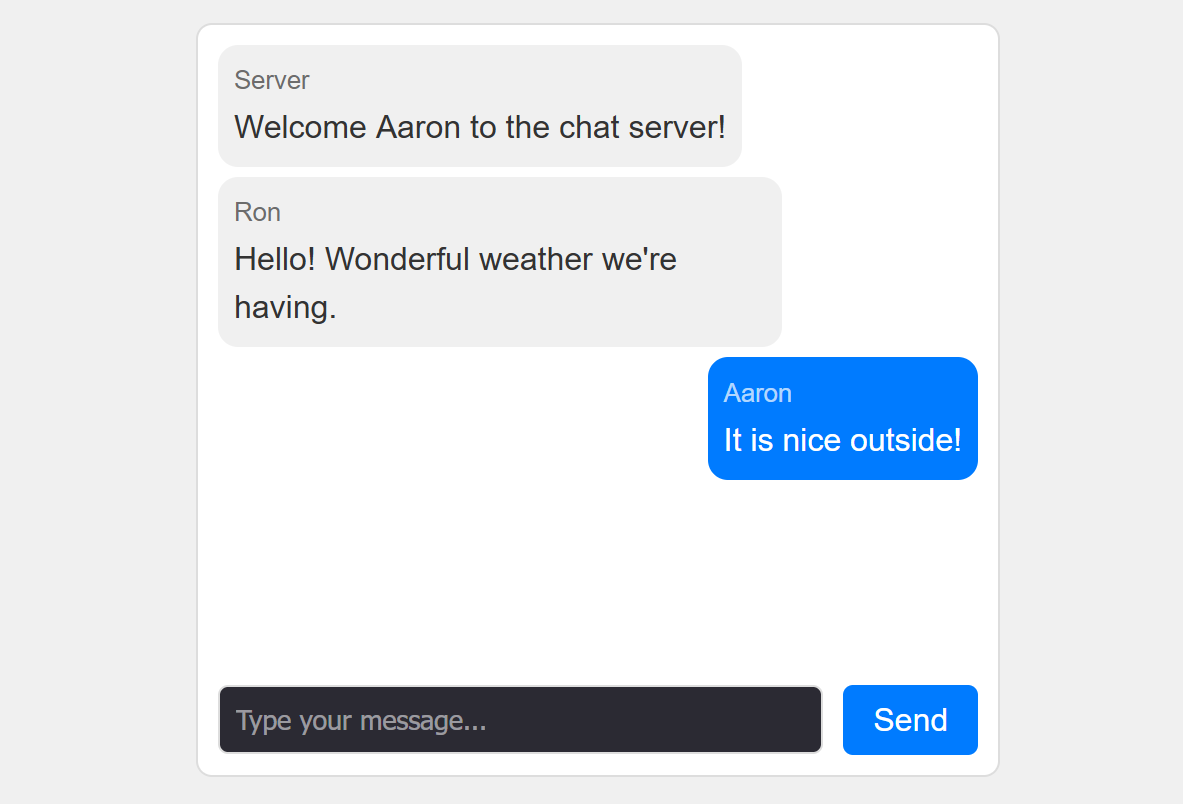 Server
Welcome Aaron to the chat server!
Ron
Hello! Wonderful weather we're
having.
Aaron
It is nice outside!
Type your message...
Send